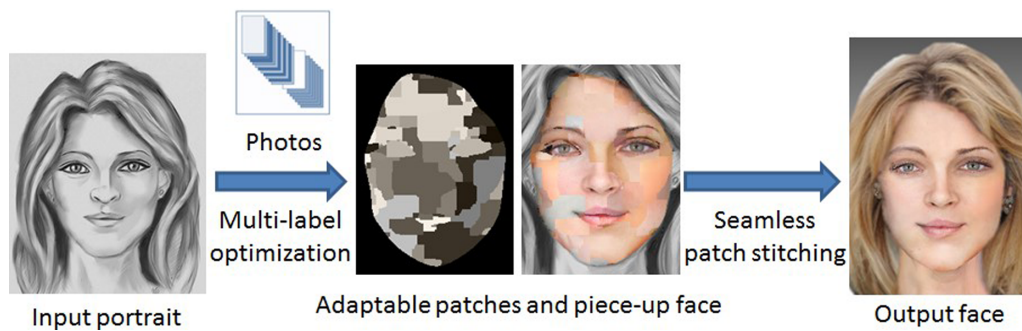 Photos
Multi-label
optimization
Seamless
patch stitching
Input portrait
Adaptable patches and piece-up face
Output face